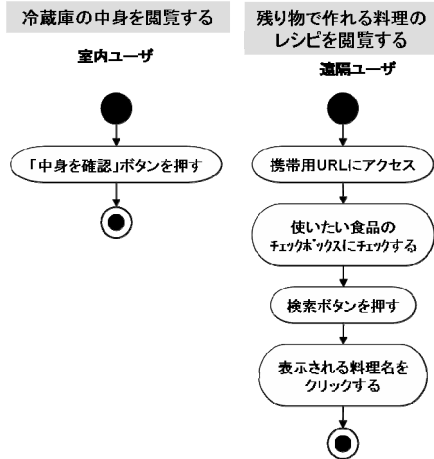 冷蔵庫の中身を閲覧する
室内ユーザ
「中身を確認」ボタンを押す
残り物で作れる料理の
レシピを閲覧する
遠隔ユーザ
携帯用URLにアクセス
使いたい食品の
ﾁｪｯｸﾎﾞｯｸｽにチェックする
検索ボタンを押す
表示される料理名を
クリックする